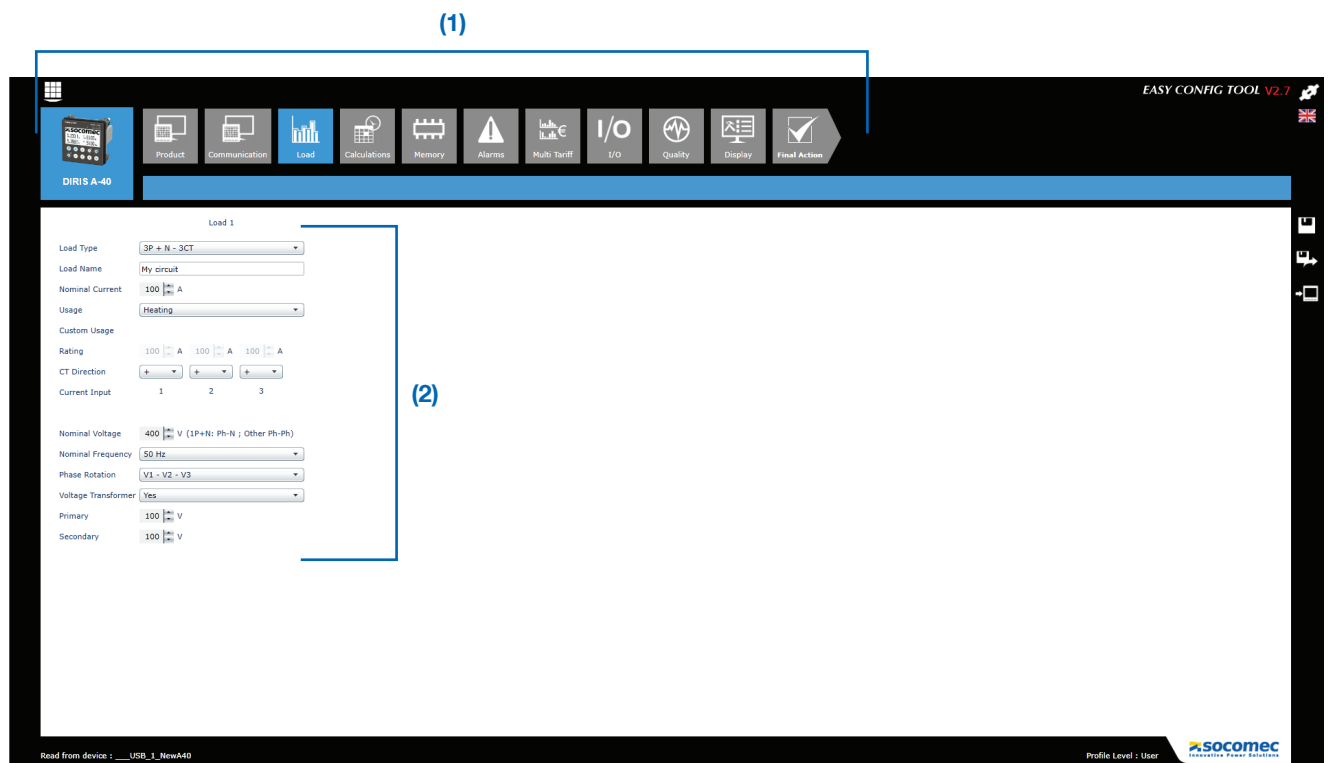 (1)
EASY CONFIG TOOL V2.7
socomec
Product
Communication
Load
Calculations
Memory
Alarms
Multi Tariff
I/O
I/O
Quality
Display
Final Action
DIRIS A-40
Load 1
Load Type 3P + N - 3CT
Load Name My circuit
Nominal Current 100 A
Usage Heating
Custom Usage
Rating 100 A 100 A 100 A
CT Direction + + +
Current Input 1 2 3
(2)
Nominal Voltage 400 V (1P+N: Ph-N ; Other Ph-Ph)
Nominal Frequency 50 Hz
Phase Rotation V1 - V2 - V3
Voltage Transformer Yes
Primary 100 V
Secondary 100 V
Read from device : ___USB_1_NewA40
Profile Level : User
socomec
Innovative Power Solutions